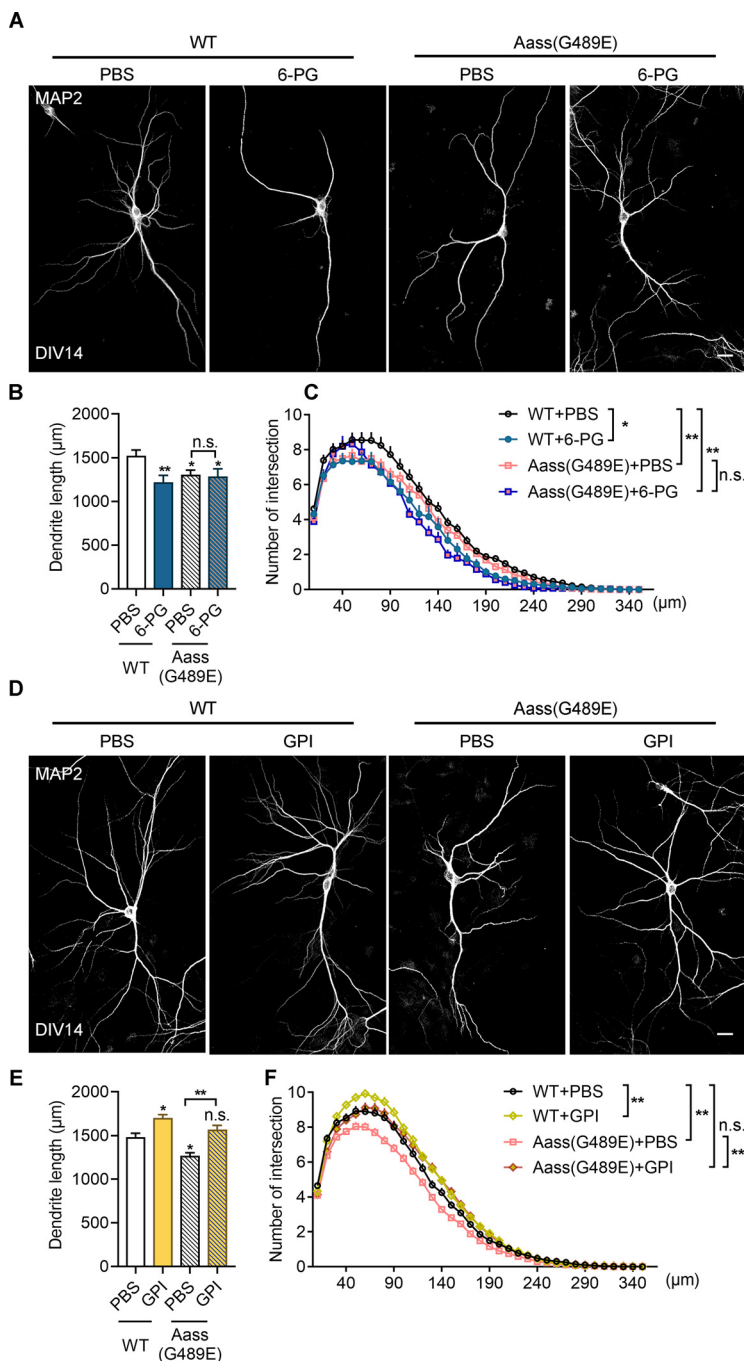 A
WT
Aass(G489E)
PBS
6-PG
PBS
6-PG
MAP2
DIV14
B
Dendrite length (μm)
2000
1500
1000
500
0
**
*
n.s.
*
PBS
6-PG
PBS
6-PG
WT
Aass
(G489E)
C
Number of intersection
10
8
6
4
2
0
40
90
140
190
240
290
340
(μm)
WT+PBS
WT+6-PG
Aass(G489E)+PBS
Aass(G489E)+6-PG
*
**
**
n.s.
D
WT
Aass(G489E)
PBS
GPI
PBS
GPI
MAP2
DIV14
E
Dendrite length (μm)
2000
1500
1000
500
0
*
*
**
n.s.
PBS
GPI
PBS
GPI
WT
Aass
(G489E)
F
Number of intersection
10
8
6
4
2
0
40
90
140
190
240
290
340
(μm)
WT+PBS
WT+GPI
Aass(G489E)+PBS
Aass(G489E)+GPI
**
**
n.s.
**